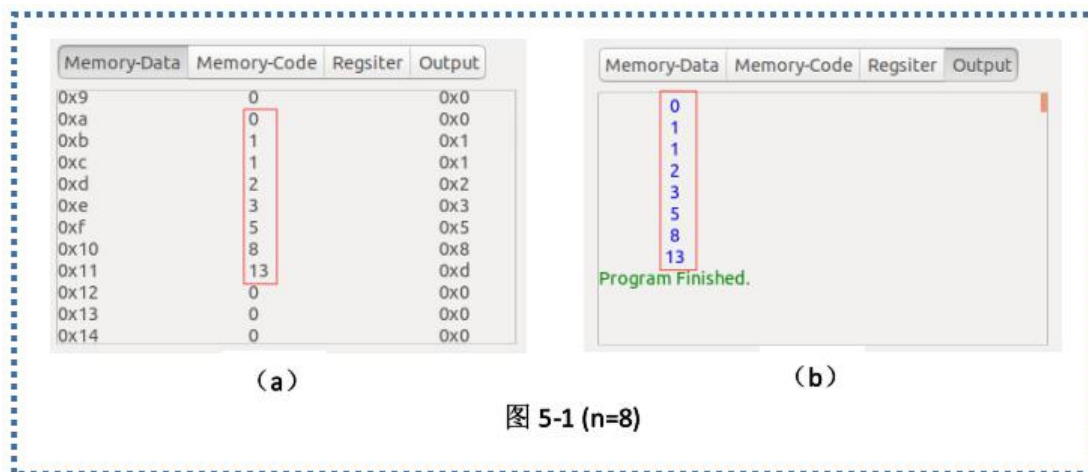 Memory-Data Memory-Code Regsiter Output
0x9 0 0x0
0xa 0 0x0
0xb 1 0x1
0xc 1 0x1
0xd 2 0x2
0xe 3 0x3
0xf 5 0x5
0x10 8 0x8
0x11 13 0xd
0x12 0 0x0
0x13 0 0x0
0x14 0 0x0
(a)
Memory-Data Memory-Code Regsiter Output
0
1
1
2
3
5
8
13
Program Finished.
(b)
图 5-1 (n=8)